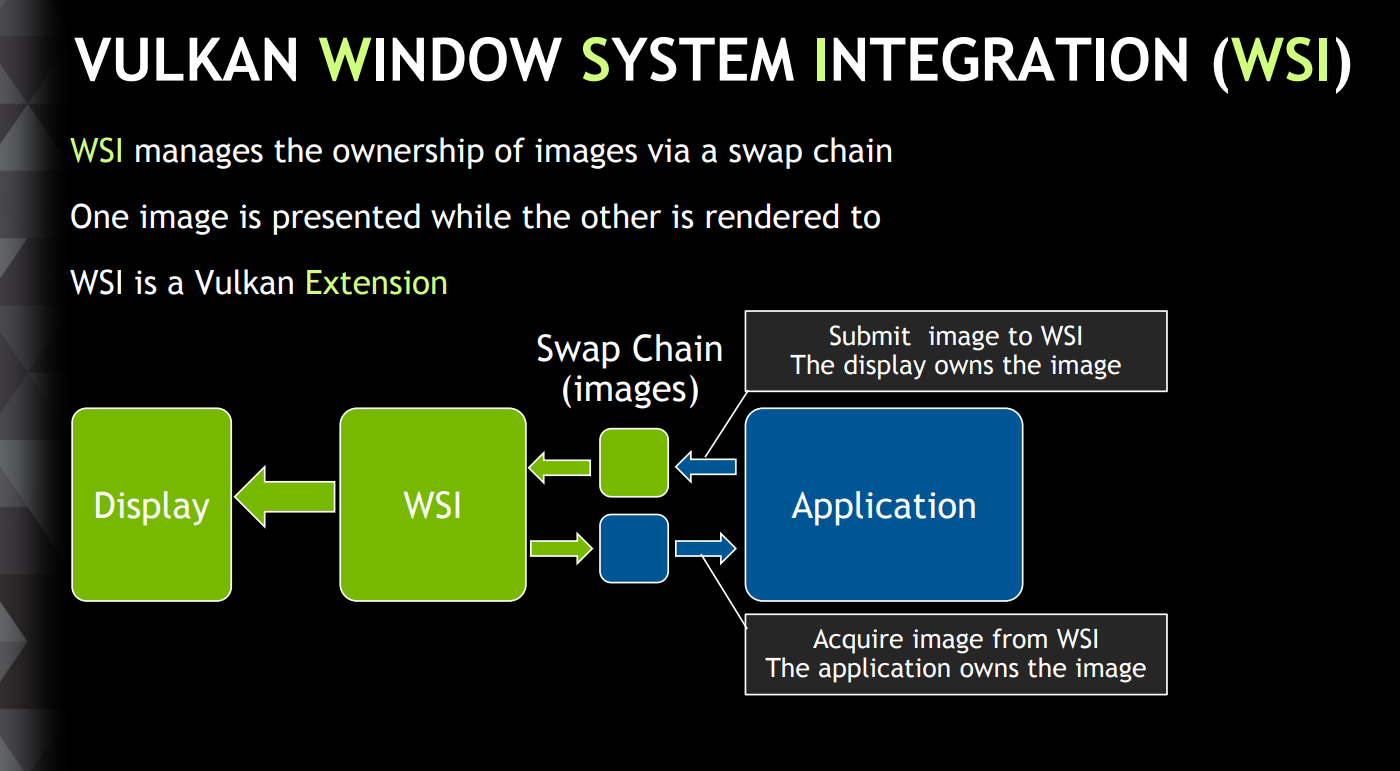 VULKAN WINDOW SYSTEM INTEGRATION (WSI)
WSI manages the ownership of images via a swap chain
One image is presented while the other is rendered to
WSI is a Vulkan Extension
Swap Chain
(images)
Submit  image to WSI
The display owns the image
Display
WSI
Application
Acquire image from WSI
The application owns the image